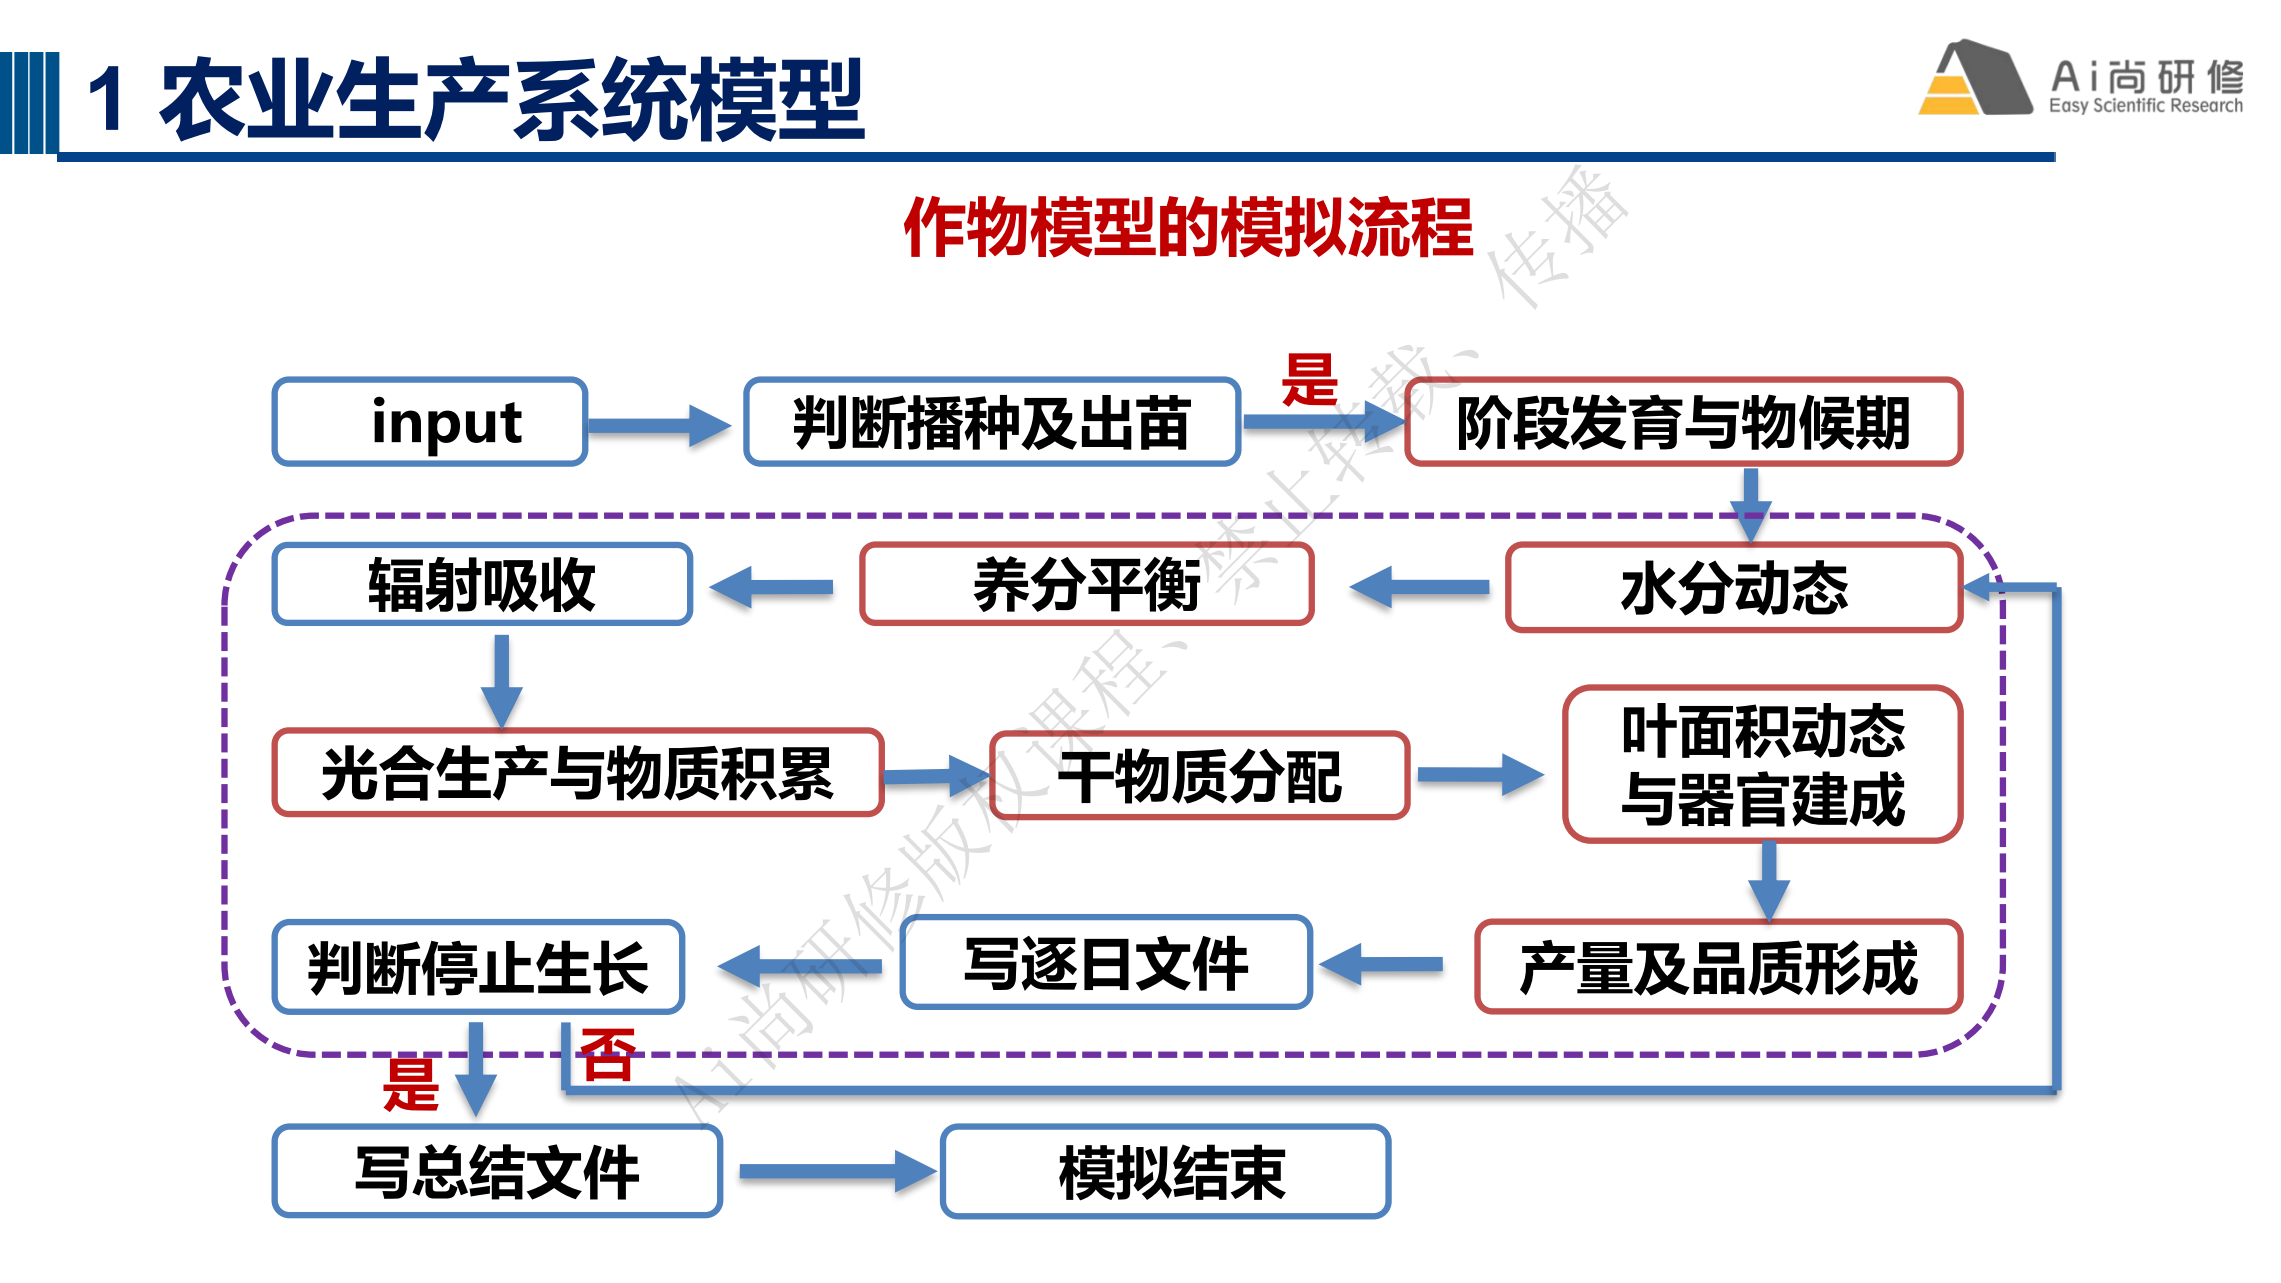 1 农业生产系统模型
Ai尚研修
Easy Scientific Research
作物模型的模拟流程
是
input
判断播种及出苗
阶段发育与物候期
辐射吸收
养分平衡
水分动态
光合生产与物质积累
干物质分配
叶面积动态
与器官建成
判断停止生长
写逐日文件
产量及品质形成
否
是
写总结文件
模拟结束
Ai尚研修版权课程、禁止转载、传播